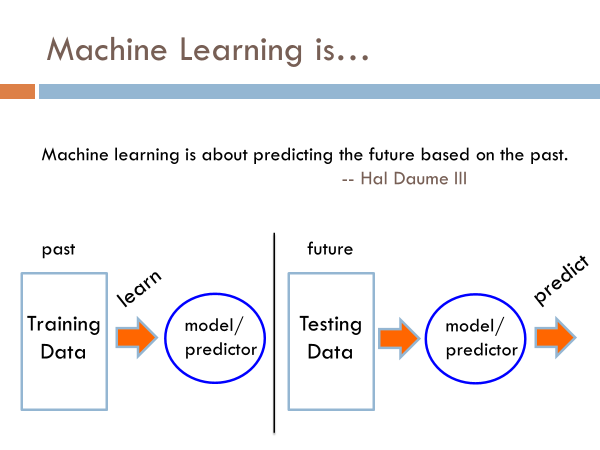 Machine Learning is…
Machine learning is about predicting the future based on the past.
-- Hal Daume III
past
learn
Training
Data
model/
predictor
future
Testing
Data
model/
predictor
predict